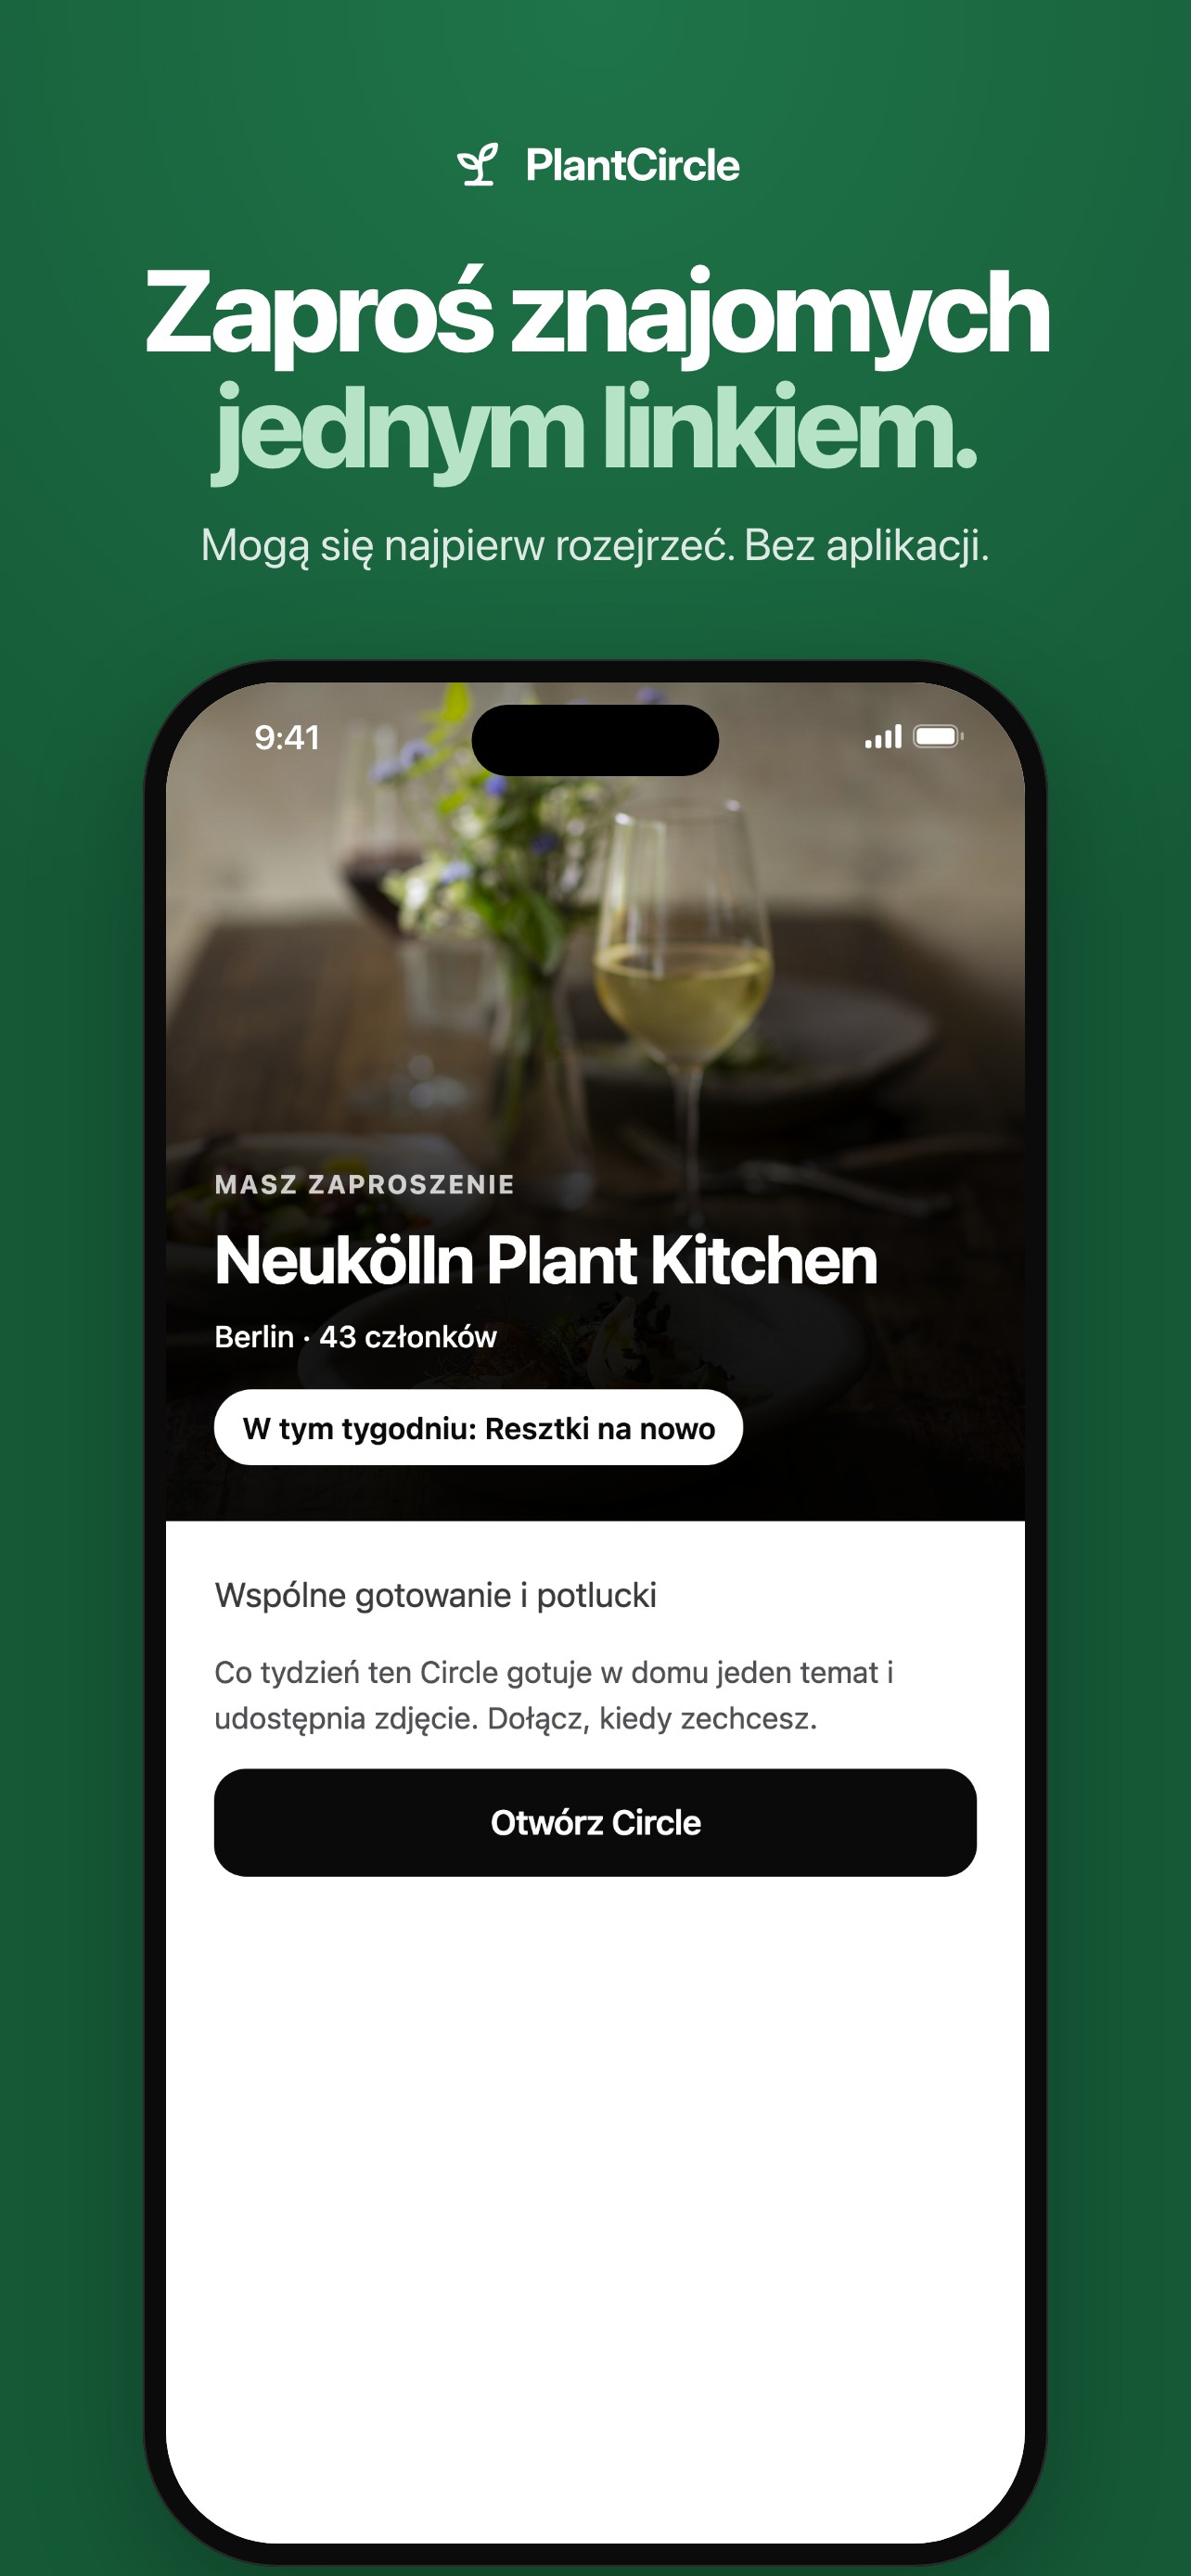 PlantCircle
Zaproś znajomych
jednym linkiem.
Mogą się najpierw rozejrzeć. Bez aplikacji.
9:41
MASZ ZAPROSZENIE
Neukölln Plant Kitchen
Berlin · 43 członków
W tym tygodniu: Resztki na nowo
Wspólne gotowanie i potlucki
Co tydzień ten Circle gotuje w domu jeden temat i
udostępnia zdjęcie. Dołącz, kiedy zechcesz.
Otwórz Circle